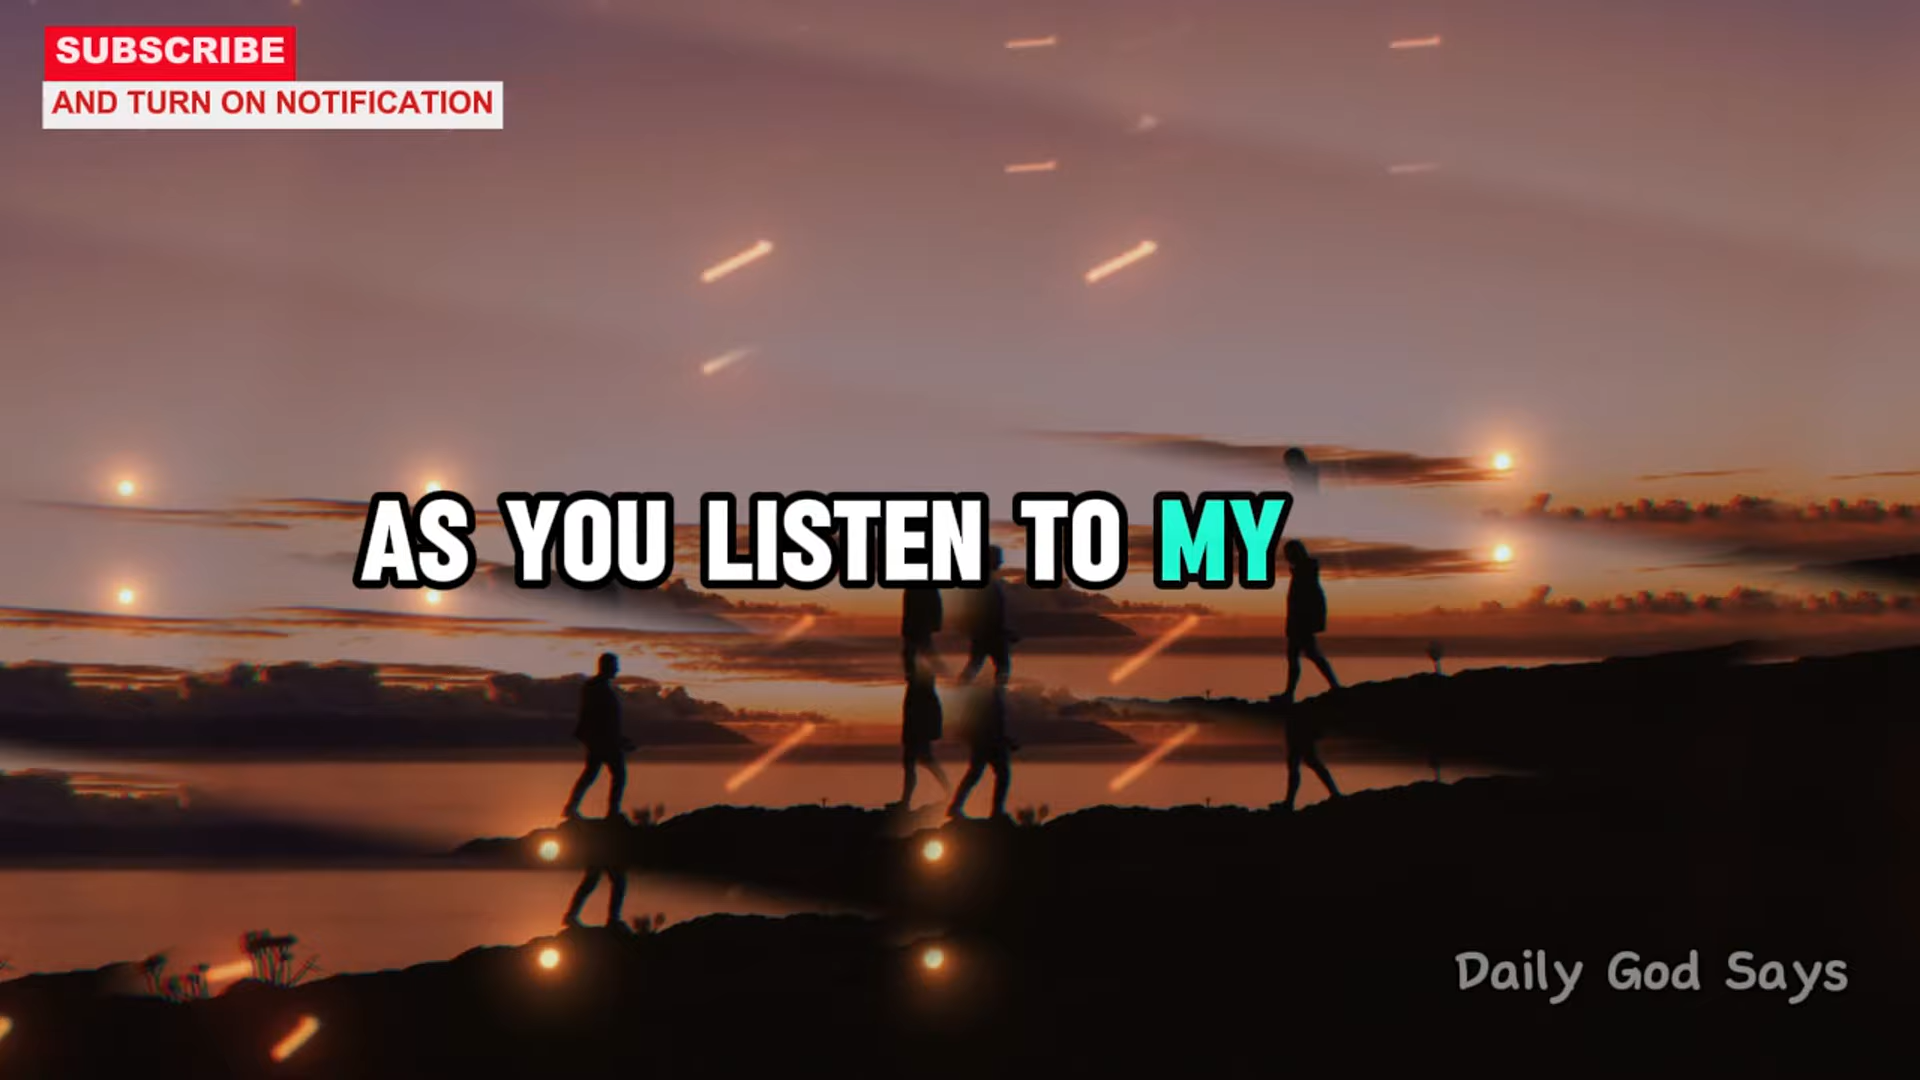 SUBSCRIBE
AND TURN ON NOTIFICATION
AS YOU LISTEN TO MY
Daily God Says